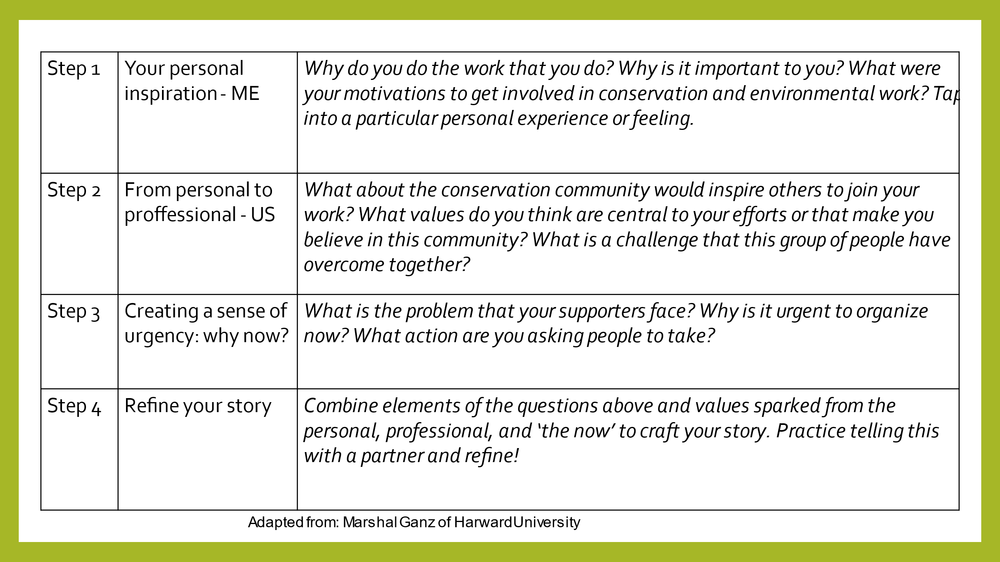 Step 1
Your personal
inspiration - ME
Why do you do the work that you do? Why is it important to you? What were
your motivations to get involved in conservation and environmental work? Tap
into a particular personal experience or feeling.
Step 2
From personal to
proffessional - US
What about the conservation community would inspire others to join your
work? What values do you think are central to your efforts or that make you
believe in this community? What is a challenge that this group of people have
overcome together?
Step 3
Creating a sense of
urgency: why now?
What is the problem that your supporters face? Why is it urgent to organize
now? What action are you asking people to take?
Step 4
Refine your story
Combine elements of the questions above and values sparked from the
personal, professional, and ‘the now’ to craft your story. Practice telling this
with a partner and refine!
Adapted from: Marshal Ganz of Harward University